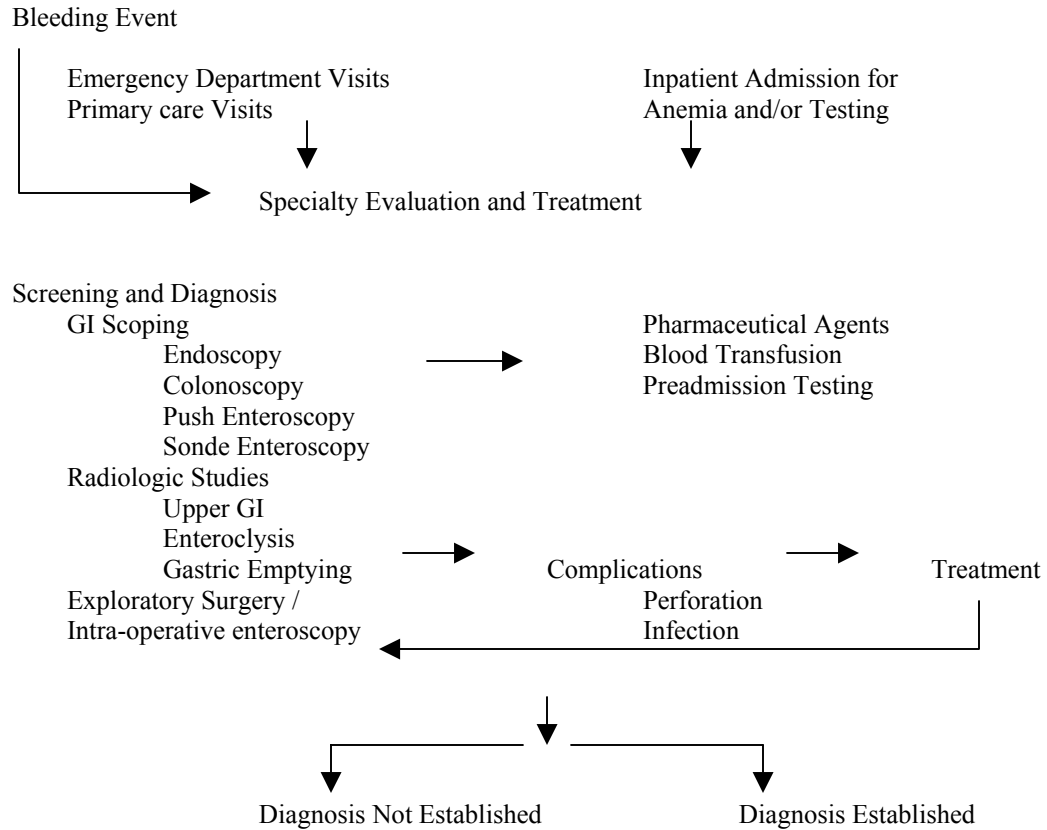 Bleeding Event
Emergency Department Visits
Primary care Visits
Inpatient Admission for
Anemia and/or Testing
Specialty Evaluation and Treatment
Screening and Diagnosis
GI Scoping
Endoscopy
Colonoscopy
Push Enteroscopy
Sonde Enteroscopy
Pharmaceutical Agents
Blood Transfusion
Preadmission Testing
Radiologic Studies
Upper GI
Enteroclysis
Gastric Emptying
Exploratory Surgery /
Intra-operative enteroscopy
Complications
Perforation
Infection
Treatment
Diagnosis Not Established
Diagnosis Established